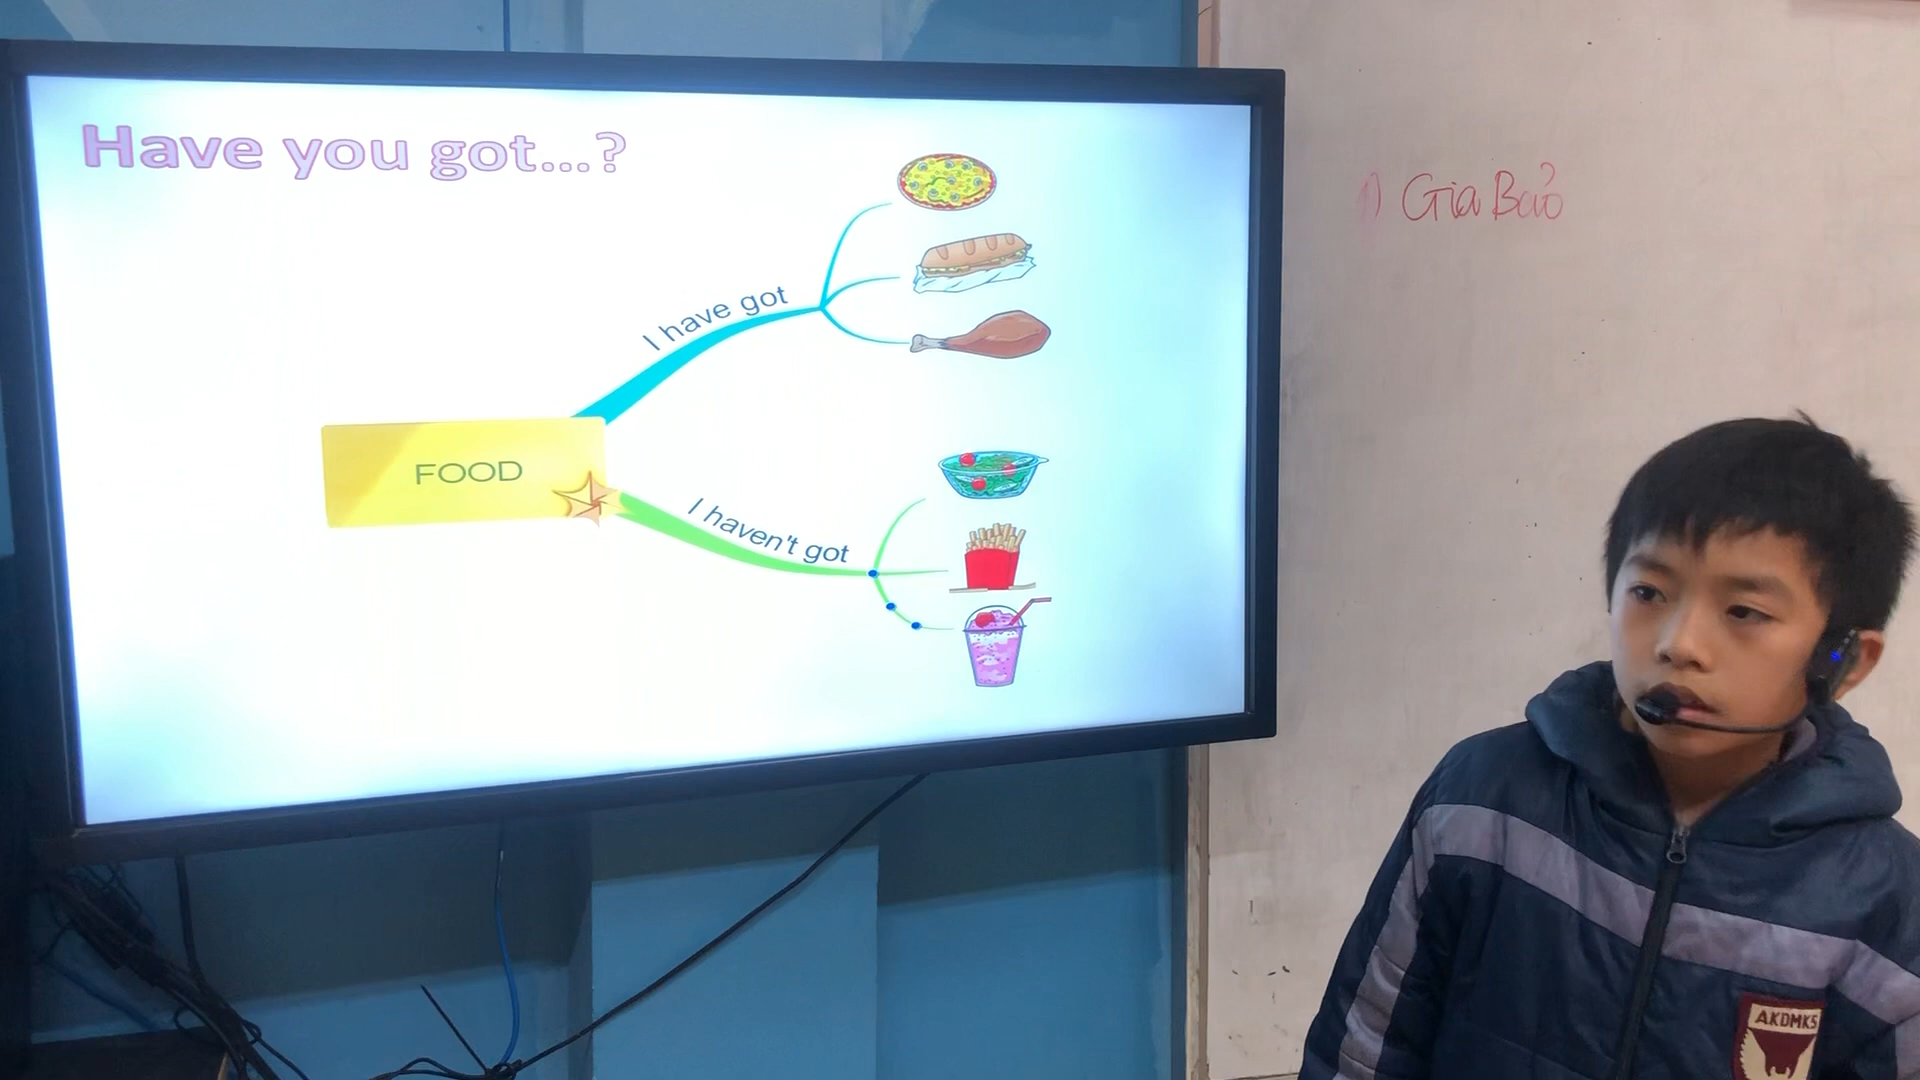 Have you got...?
I have got
FOOD
I haven't got
1) Gia Bảo
AKDMKS